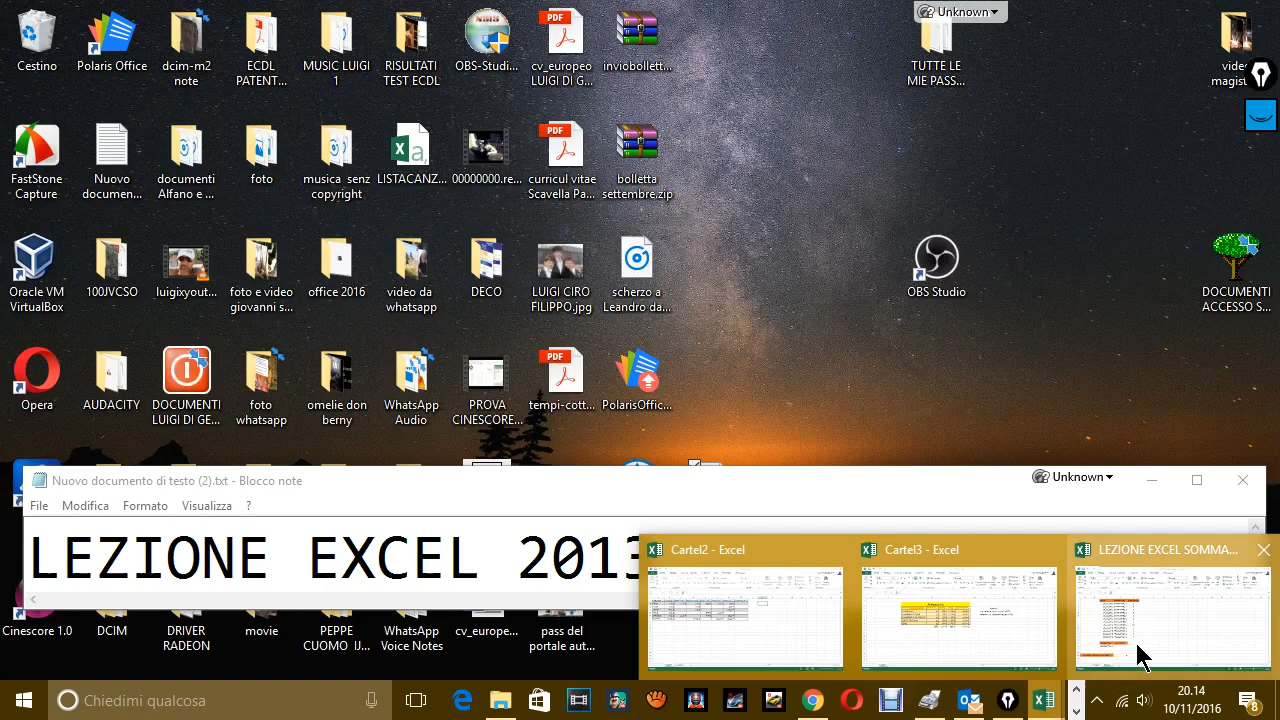 Unknown
Cestino
Polaris Office
dcim-m2
note
ECDL
PATENT...
MUSIC LUIGI
1
RISULTATI
TEST ECDL
OBS-Studi...
cv_europeo
LUIGI DI G...
inviobollett...
TUTTE LE
MIE PASS...
video
magis...
FastStone
Capture
Nuovo
documen...
documenti
Alfano e ...
foto
musica senz
copyright
LISTACANZ...
00000000.re...
curricul vitae
Scavella Pa...
bolletta
settembre.zip
Oracle VM
VirtualBox
100JVCSO
luigixyout...
foto e video
giovanni s...
office 2016
video da
whatsapp
DECO
LUIGI CIRO
FILIPPO.jpg
scherzo a
Leandro da...
OBS Studio
DOCUMENTI
ACCESSO S...
Opera
AUDACITY
DOCUMENTI
LUIGI DI GE...
foto
whatsapp
omelie don
berny
WhatsApp
Audio
PROVA
CINESCORE...
tempi-cott...
PolarisOffic...
Nuovo documento di testo (2).txt - Blocco note
Unknown
File Modifica Formato Visualizza ?
LEZIONE EXCEL 2013
Cartel2 - Excel
Cartel3 - Excel
LEZIONE EXCEL SOMMA...
Cinescore 1.0
DCIM
DRIVER
RADEON
movie
PEPPE
CUOMO IJ...
WhatsApp
Voice Notes
cv_europe...
pass dal
portale aut...
Chiedimi qualcosa
20.14
10/11/2016
8